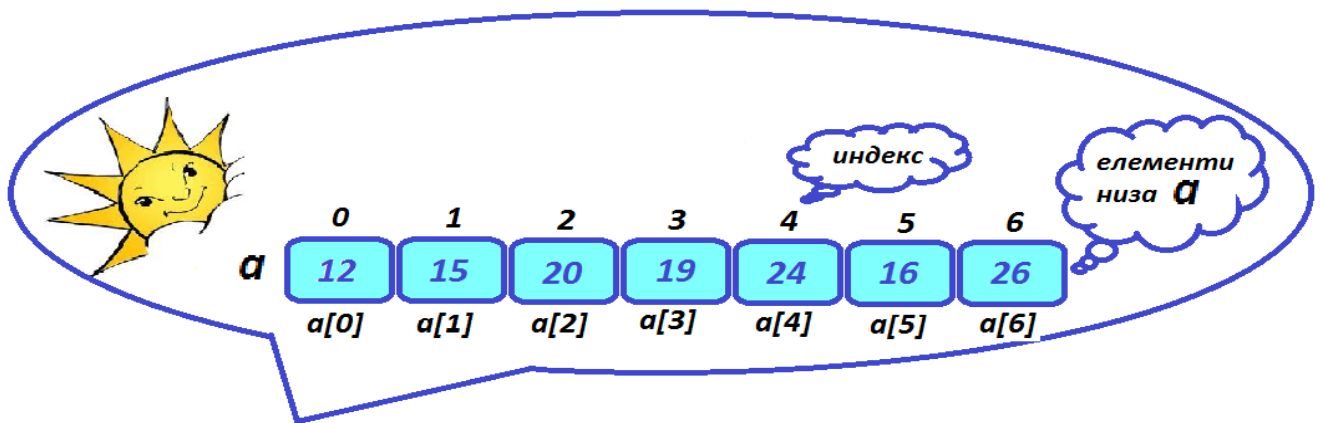 индекс
елементи
низа a
0 1 2 3 4 5 6
a 12 15 20 19 24 16 26
a[0] a[1] a[2] a[3] a[4] a[5] a[6]